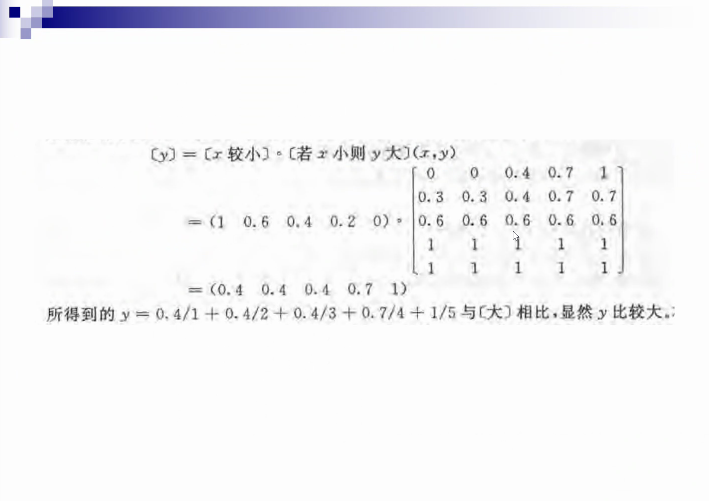 〔y〕=〔x 较小〕∘〔若 x 小则 y 大〕(x,y)
=(1 0.6 0.4 0.2 0)∘
0 0 0.4 0.7 1
0.3 0.3 0.4 0.7 0.7
0.6 0.6 0.6 0.6 0.6
1 1 1 1 1
1 1 1 1 1
=(0.4 0.4 0.4 0.7 1)
所得到的 y=0.4/1+0.4/2+0.4/3+0.7/4+1/5 与〔大〕相比,显然 y 比较大。